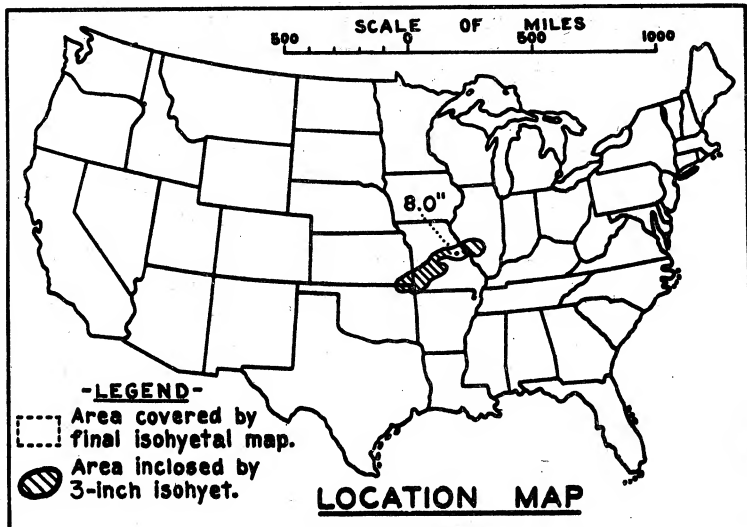 SCALE OF MILES
500 0 500 1000
8.0"
-LEGEND-
Area covered by
final isohyetal map.
Area inclosed by
3-inch isohyet.
LOCATION MAP